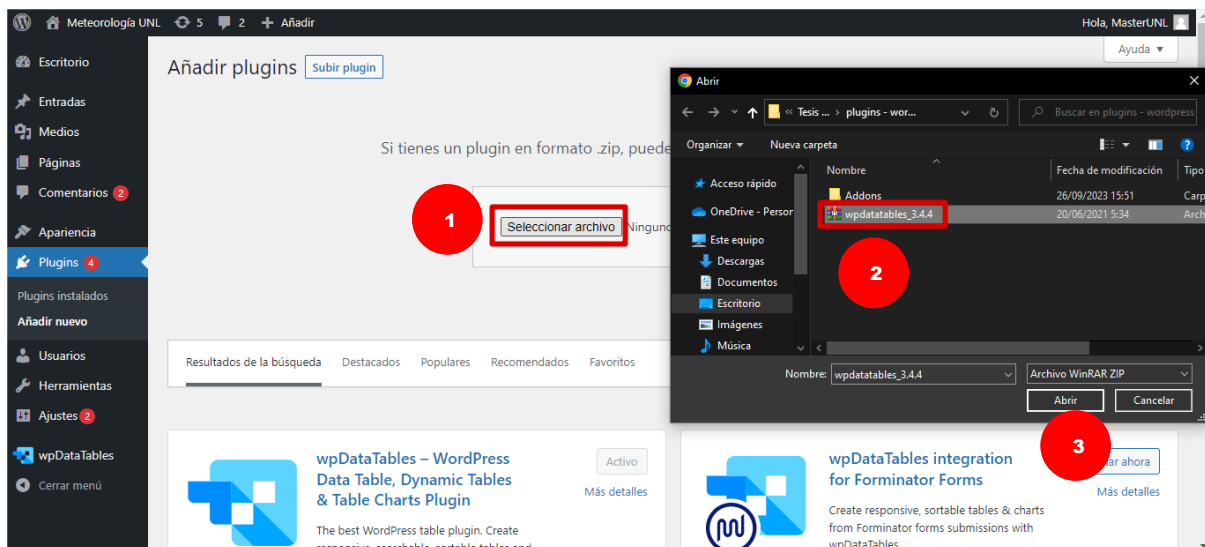 Meteorología UNL 5 2 + Añadir Hola, MasterUNL
Ayuda
Escritorio
Entradas
Medios
Páginas
Comentarios 2
Apariencia
Plugins 4
Plugins instalados
Añadir nuevo
Usuarios
Herramientas
Ajustes 2
wpDataTables
Cerrar menú
Añadir plugins Subir plugin
Si tienes un plugin en formato .zip, puede
1
Seleccionar archivo
Resultados de la búsqueda Destacados Populares Recomendados Favoritos
wpDataTables – WordPress
Data Table, Dynamic Tables
& Table Charts Plugin
Activo
Más detalles
The best WordPress table plugin. Create
responsive, searchable, sortable tables and
Abrir
« Tesis ... › plugins - wor... Buscar en plugins - wordpress
Organizar Nueva carpeta
Nombre Fecha de modificación Tipo
Acceso rápido
OneDrive - Person
Este equipo
Descargas
Documentos
Escritorio
Imágenes
Música
Addons 26/09/2023 15:51 Carp
wpdatatables_3.4.4 20/06/2021 5:34 Arch
2
Nombre: wpdatatables_3.4.4 Archivo WinRAR ZIP
Abrir Cancelar
3
wpDataTables integration
for Forminator Forms
ahora
Más detalles
Create responsive, sortable tables & charts
from Forminator forms submissions with
wpDataTables.